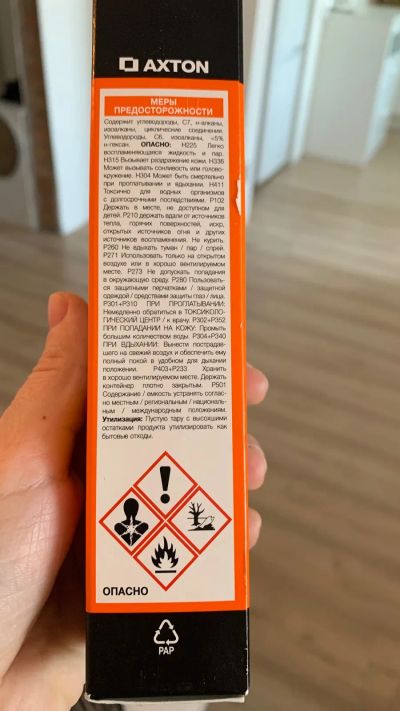 AXTON
МЕРЫ
ПРЕДОСТОРОЖНОСТИ
Содержит углеводороды, C7, н-алканы,
изоалканы, циклические соединения.
Углеводороды, C6, изоалканы, <5%
н-гексан. ОПАСНО: H225 Легко
воспламеняющаяся жидкость и пар.
H315 Вызывает раздражение кожи. H336
Может вызывать сонливость или голово-
кружение. H304 Может быть смертельно
при проглатывании и вдыхании. H411
Токсично для водных организмов
с долгосрочными последствиями. P102
Держать в месте, не доступном для
детей. P210 держать вдали от источников
тепла, горячих поверхностей, искр,
открытых источников огня и других
источников воспламенения. Не курить.
P260 Не вдыхать туман / пар / спрей.
P271 Использовать только на открытом
воздухе или в хорошо вентилируемом
месте. P273 Не допускать попадания
в окружающую среду. P280 Пользовать-
ся защитными перчатками / защитной
одеждой / средствами защиты глаз / лица.
P301+P310 ПРИ ПРОГЛАТЫВАНИИ:
Немедленно обратиться в ТОКСИКОЛО-
ГИЧЕСКИЙ ЦЕНТР / к врачу. P302+P352
ПРИ ПОПАДАНИИ НА КОЖУ: Промыть
большим количеством воды. P304+P340
ПРИ ВДЫХАНИИ: Вынести пострадав-
шего на свежий воздух и обеспечить ему
полный покой в удобном для дыхания
положении. P403+P233 Хранить
в хорошо вентилируемом месте. Держать
контейнер плотно закрытым. P501
Содержание / емкость устранять соглас-
но местным / региональным / националь-
ным / международным положениям.
Утилизация: Пустую тару с высохшими
остатками продукта утилизировать как
бытовые отходы.
ОПАСНО
PAP